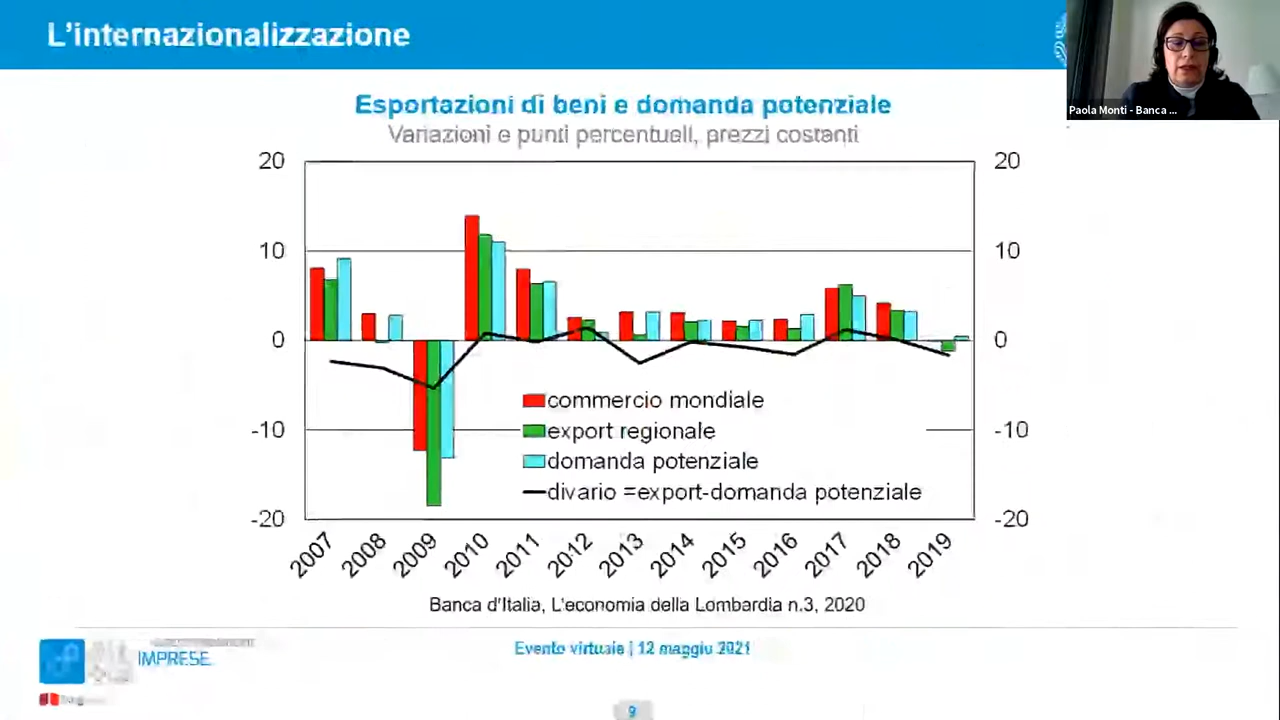 L'internazionalizzazione
Paola Monti - Banca ...
Esportazioni di beni e domanda potenziale
Variazioni e punti percentuali, prezzi costanti
20 20
10 10
0 0
-10 -10
-20 -20
commercio mondiale
export regionale
domanda potenziale
divario =export-domanda potenziale
2007 2008 2009 2010 2011 2012 2013 2014 2015 2016 2017 2018 2019
Banca d'Italia, L'economia della Lombardia n.3, 2020
IMPRESE
Evento virtuale | 12 maggio 2021
9